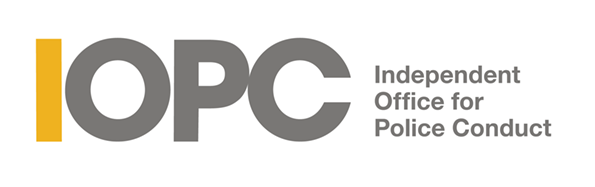 IOPC
Independent
Office for
Police Conduct